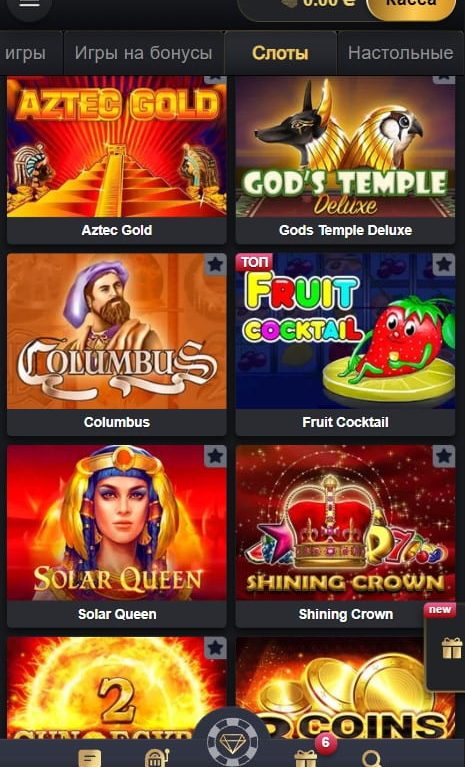 0.00 ₴
Касса
игры
Игры на бонусы
Слоты
Настольные
AZTEC GOLD
Aztec Gold
GOD'S TEMPLE
Deluxe
Gods Temple Deluxe
COLUMBUS
Columbus
ТОП
FRUIT
COCKTAIL
Fruit Cocktail
SOLAR QUEEN
Solar Queen
SHINING CROWN
Shining Crown
new
2
COINS
6